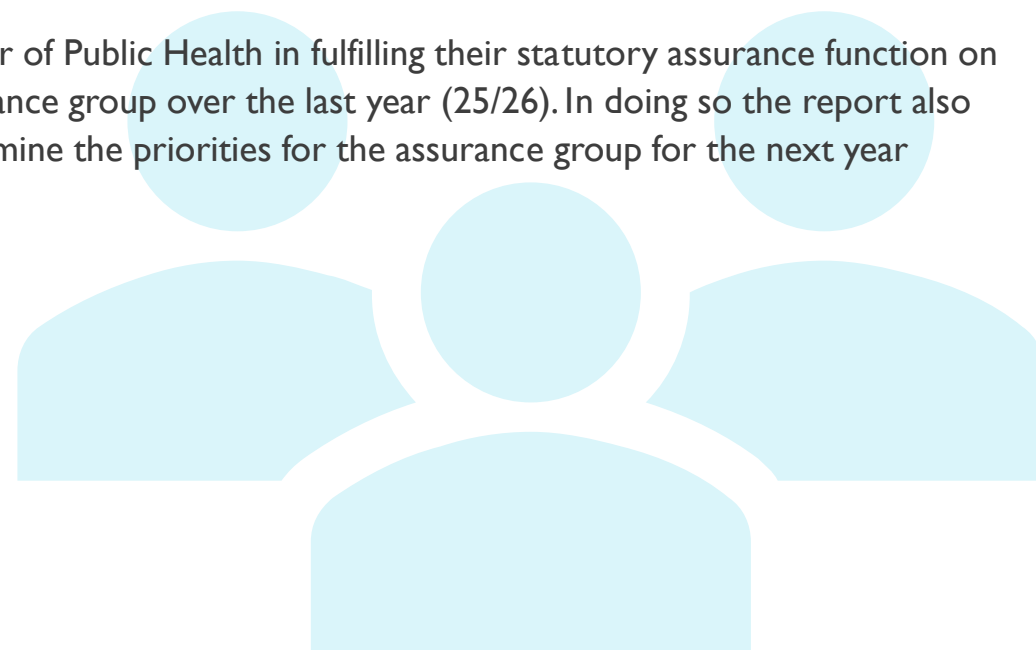 r of Public Health in fulfilling their statutory assurance function on
ance group over the last year (25/26). In doing so the report also
mine the priorities for the assurance group for the next year